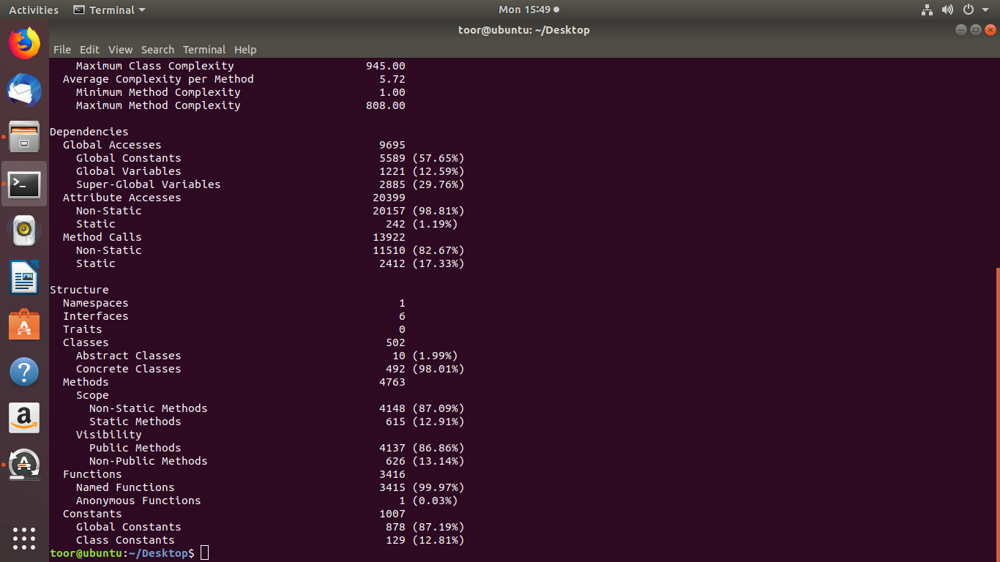 Activities Terminal Mon 15:49
toor@ubuntu: ~/Desktop
File Edit View Search Terminal Help
Maximum Class Complexity 945.00
Average Complexity per Method 5.72
Minimum Method Complexity 1.00
Maximum Method Complexity 808.00
Dependencies
Global Accesses 9695
Global Constants 5589 (57.65%)
Global Variables 1221 (12.59%)
Super-Global Variables 2885 (29.76%)
Attribute Accesses 20399
Non-Static 20157 (98.81%)
Static 242 (1.19%)
Method Calls 13922
Non-Static 11510 (82.67%)
Static 2412 (17.33%)
Structure
Namespaces 1
Interfaces 6
Traits 0
Classes 502
Abstract Classes 10 (1.99%)
Concrete Classes 492 (98.01%)
Methods 4763
Scope
Non-Static Methods 4148 (87.09%)
Static Methods 615 (12.91%)
Visibility
Public Methods 4137 (86.86%)
Non-Public Methods 626 (13.14%)
Functions 3416
Named Functions 3415 (99.97%)
Anonymous Functions 1 (0.03%)
Constants 1007
Global Constants 878 (87.19%)
Class Constants 129 (12.81%)
toor@ubuntu:~/Desktop$